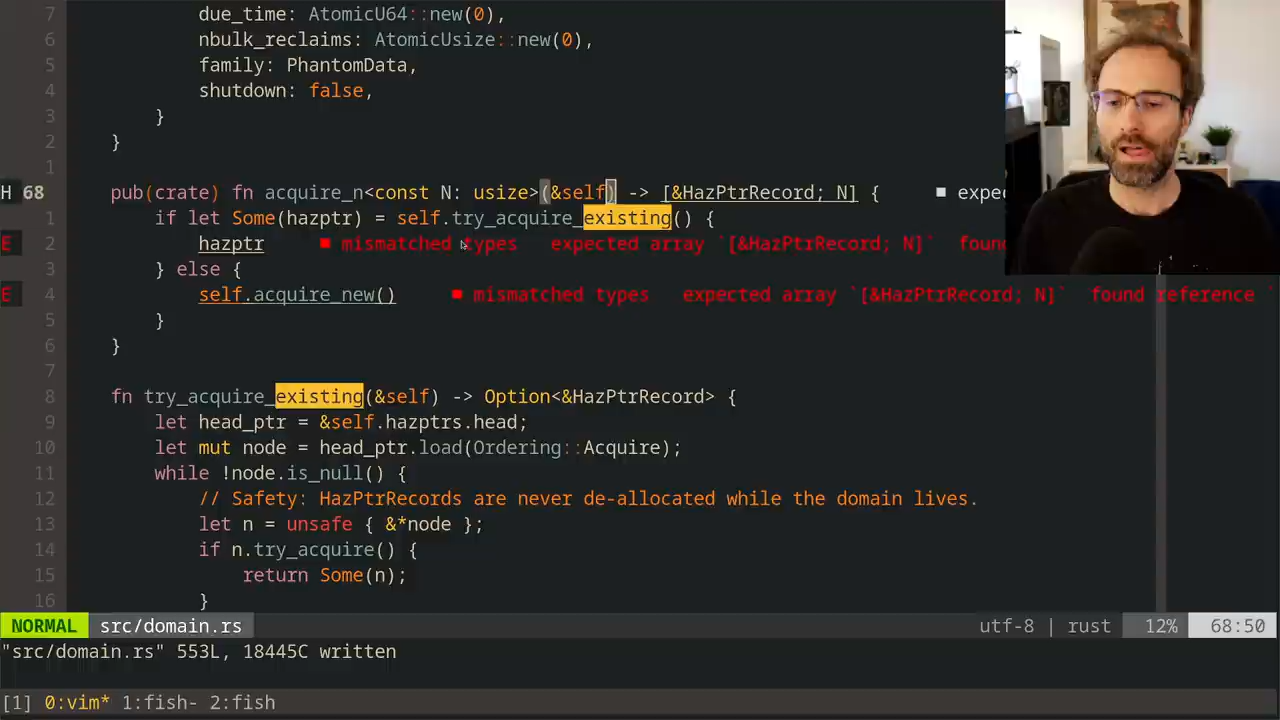 7 due_time: AtomicU64::new(0),
6 nbulk_reclaims: AtomicUsize::new(0),
5 family: PhantomData,
4 shutdown: false,
3 }
2 }
1
H 68 pub(crate) fn acquire_n<const N: usize>(&self) -> [&HazPtrRecord; N] { ■ expec
1 if let Some(hazptr) = self.try_acquire_existing() {
E 2 hazptr ■ mismatched types expected array `[&HazPtrRecord; N]` foun
3 } else {
E 4 self.acquire_new() ■ mismatched types expected array `[&HazPtrRecord; N]` found reference `
5 }
6 }
7
8 fn try_acquire_existing(&self) -> Option<&HazPtrRecord> {
9 let head_ptr = &self.hazptrs.head;
10 let mut node = head_ptr.load(Ordering::Acquire);
11 while !node.is_null() {
12 // Safety: HazPtrRecords are never de-allocated while the domain lives.
13 let n = unsafe { &*node };
14 if n.try_acquire() {
15 return Some(n);
16 }
NORMAL src/domain.rs utf-8 | rust 12% 68:50
"src/domain.rs" 553L, 18445C written
[1] 0:vim* 1:fish- 2:fish